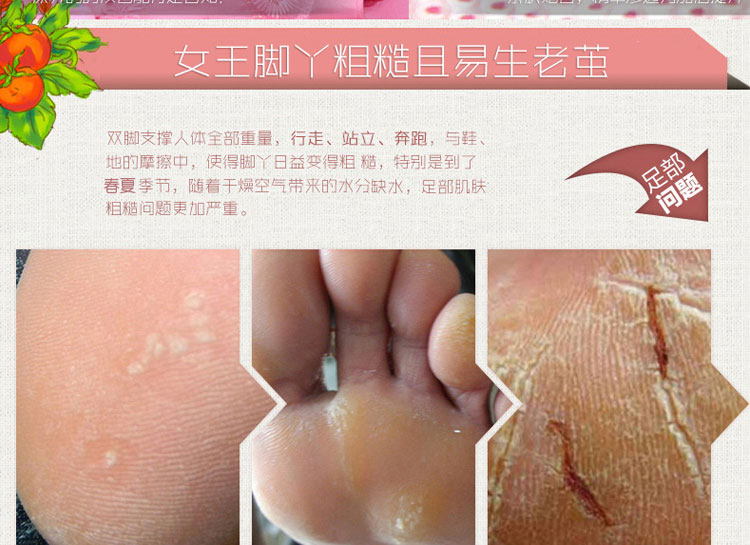 女王脚丫粗糙且易生老茧
双脚支撑人体全部重量，行走、站立、奔跑，与鞋、
地的摩擦中，使得脚丫日益变得粗 糙，特别是到了
春夏季节，随着干燥空气带来的水分缺水，足部肌肤
粗糙问题更加严重。
足部
问题